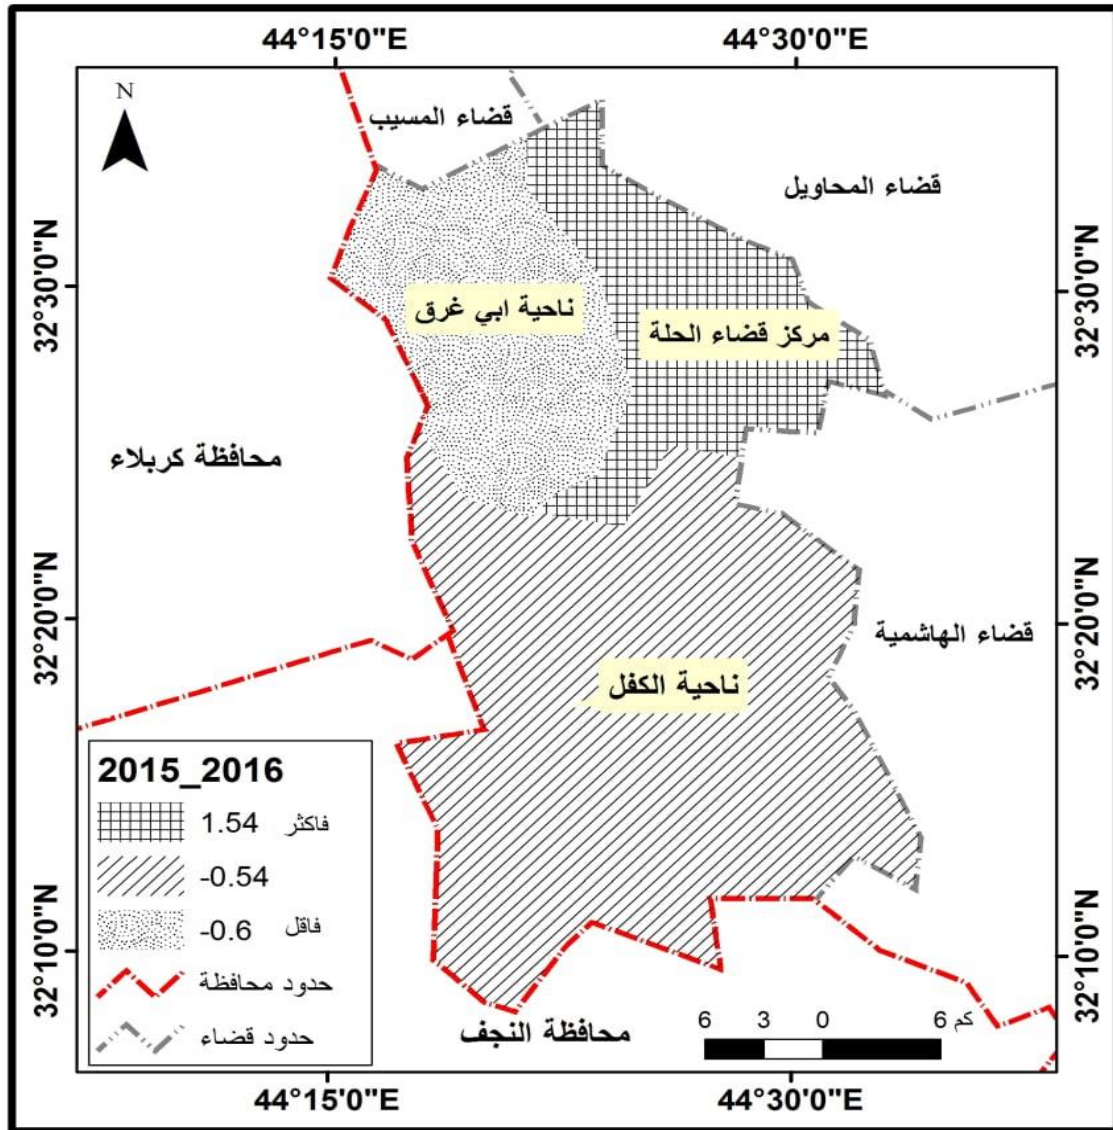 44°15'0"E 44°30'0"E
N
قضاء المسيب
قضاء المحاويل
32°30'0"N
32°30'0"N
ناحية ابي غرق
مركز قضاء الحلة
محافظة كربلاء
32°20'0"N
32°20'0"N
قضاء الهاشمية
ناحية الكفل
2015_2016
1.54 فاكثر
-0.54
-0.6 فاقل
حدود محافظة
حدود قضاء
32°10'0"N
32°10'0"N
محافظة النجف
6 3 0 6 كم
44°15'0"E 44°30'0"E